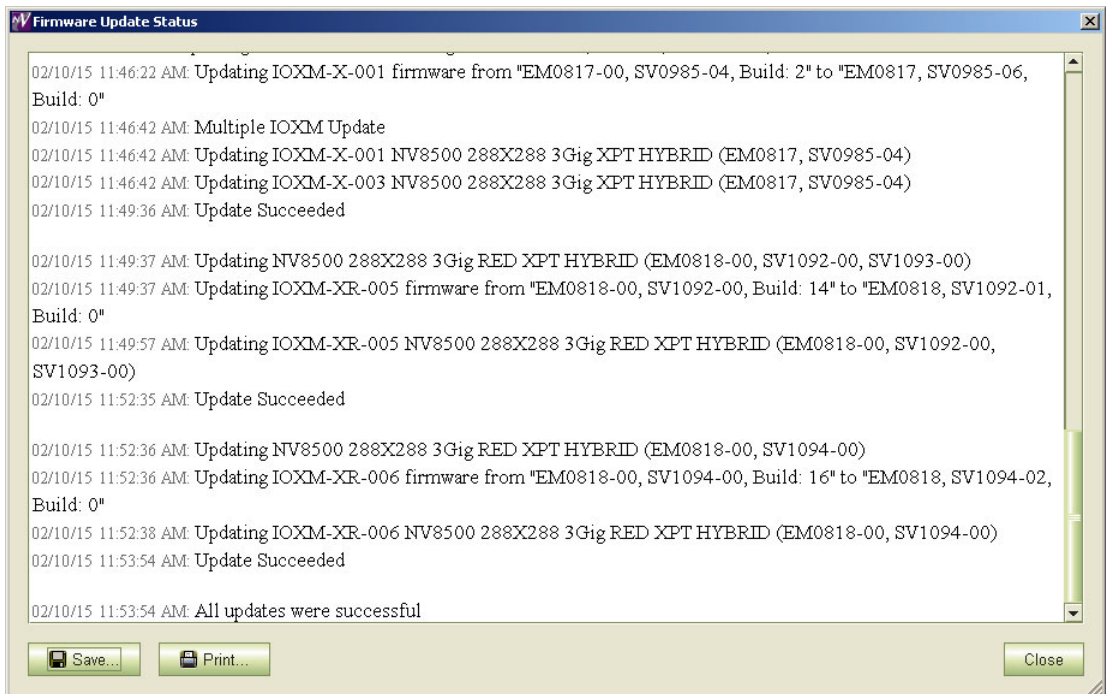 Firmware Update Status
02/10/15 11:46:22 AM: Updating IOXM-X-001 firmware from "EM0817-00, SV0985-04, Build: 2" to "EM0817, SV0985-06,
Build: 0"
02/10/15 11:46:42 AM: Multiple IOXM Update
02/10/15 11:46:42 AM: Updating IOXM-X-001 NV8500 288X288 3Gig XPT HYBRID (EM0817, SV0985-04)
02/10/15 11:46:42 AM: Updating IOXM-X-003 NV8500 288X288 3Gig XPT HYBRID (EM0817, SV0985-04)
02/10/15 11:49:36 AM: Update Succeeded
02/10/15 11:49:37 AM: Updating NV8500 288X288 3Gig RED XPT HYBRID (EM0818-00, SV1092-00, SV1093-00)
02/10/15 11:49:37 AM: Updating IOXM-XR-005 firmware from "EM0818-00, SV1092-00, Build: 14" to "EM0818, SV1092-01,
Build: 0"
02/10/15 11:49:57 AM: Updating IOXM-XR-005 NV8500 288X288 3Gig RED XPT HYBRID (EM0818-00, SV1092-00,
SV1093-00)
02/10/15 11:52:35 AM: Update Succeeded
02/10/15 11:52:36 AM: Updating NV8500 288X288 3Gig RED XPT HYBRID (EM0818-00, SV1094-00)
02/10/15 11:52:36 AM: Updating IOXM-XR-006 firmware from "EM0818-00, SV1094-00, Build: 16" to "EM0818, SV1094-02,
Build: 0"
02/10/15 11:52:38 AM: Updating IOXM-XR-006 NV8500 288X288 3Gig RED XPT HYBRID (EM0818-00, SV1094-00)
02/10/15 11:53:54 AM: Update Succeeded
02/10/15 11:53:54 AM: All updates were successful
Save... Print... Close